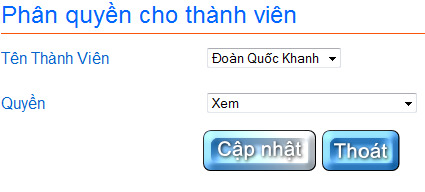 Phân quyền cho thành viên
Tên Thành Viên Đoàn Quốc Khanh
Quyền Xem
Cập nhật Thoát